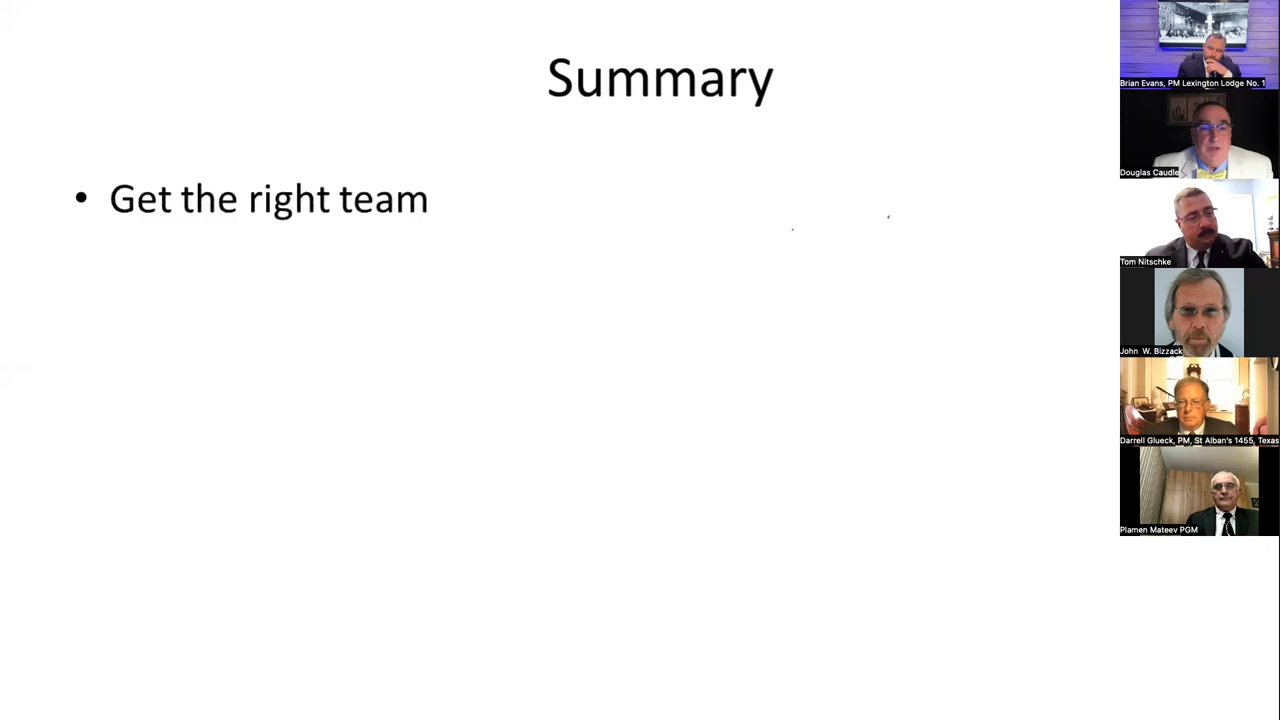 Summary
• Get the right team
Brian Evans, PM Lexington Lodge No. 1
Douglas Caudle
Tom Nitschke
John W. Bizzack
Darrell Glueck, PM, St Alban's 1455, Texas
Plamen Mateev PGM